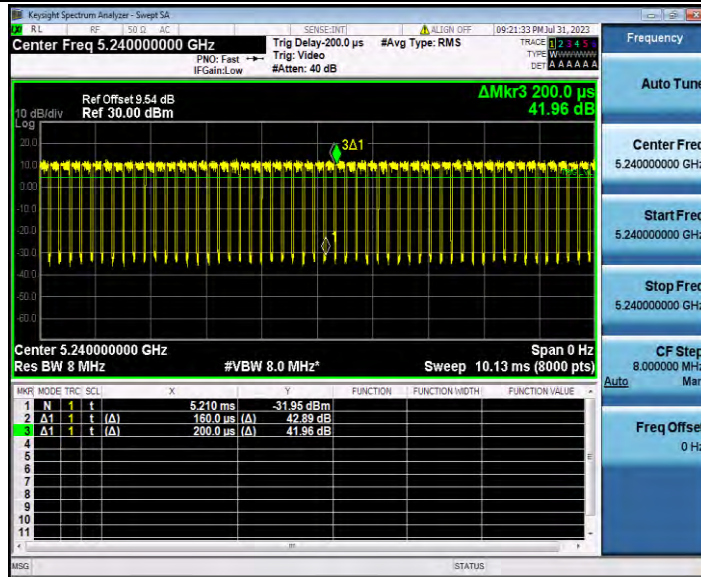 Keysight Spectrum Analyzer - Swept SA
RL RF 50 Ω AC SENSE:INT ALIGN OFF 09:21:33 PM Jul 31, 2023
Center Freq 5.240000000 GHz
Trig Delay-200.0 µs #Avg Type: RMS
TRACE 1 2 3 4 5 6
PNO: Fast Trig: Video
TYPE
IFGain:Low #Atten: 40 dB
DET A A A A A A
Frequency
Auto Tune
ΔMkr3 200.0 µs
41.96 dB
Ref Offset 9.54 dB
10 dB/div Ref 30.00 dBm
Log
20.0
10.0
0.00
-10.0
-20.0
-30.0
-40.0
-50.0
-60.0
3Δ1
1
Center Freq
5.240000000 GHz
Start Freq
5.240000000 GHz
Stop Freq
5.240000000 GHz
CF Step
8.000000 MHz
Auto Man
Freq Offset
0 Hz
Center 5.240000000 GHz Span 0 Hz
Res BW 8 MHz #VBW 8.0 MHz* Sweep 10.13 ms (8000 pts)
MKR MODE TRC SCL X Y FUNCTION FUNCTION WIDTH FUNCTION VALUE
1 N 1 t 5.210 ms -31.95 dBm
2 Δ1 1 t (Δ) 160.0 µs (Δ) 42.89 dB
3 Δ1 1 t (Δ) 200.0 µs (Δ) 41.96 dB
4
5
6
7
8
9
10
11
MSG STATUS